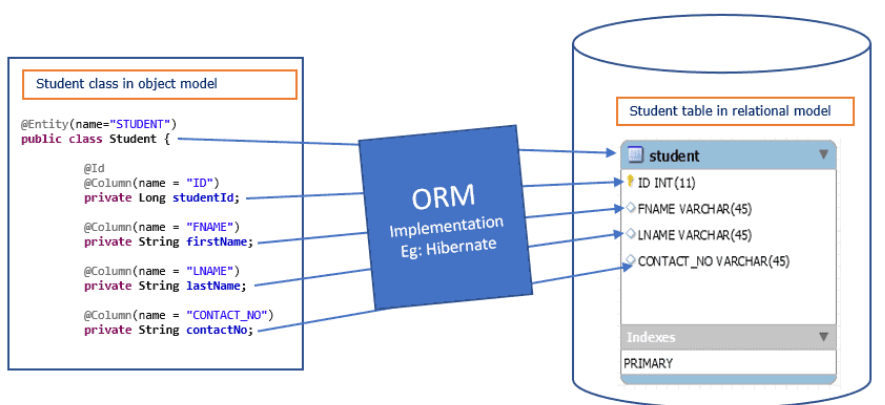 Student class in object model
@Entity(name="STUDENT")
public class Student {
@Id
@Column(name = "ID")
private Long studentId;
@Column(name = "FNAME")
private String firstName;
@Column(name = "LNAME")
private String lastName;
@Column(name = "CONTACT_NO")
private String contactNo;
ORM
Implementation
Eg: Hibernate
Student table in relational model
student
ID INT(11)
FNAME VARCHAR(45)
LNAME VARCHAR(45)
CONTACT_NO VARCHAR(45)
Indexes
PRIMARY